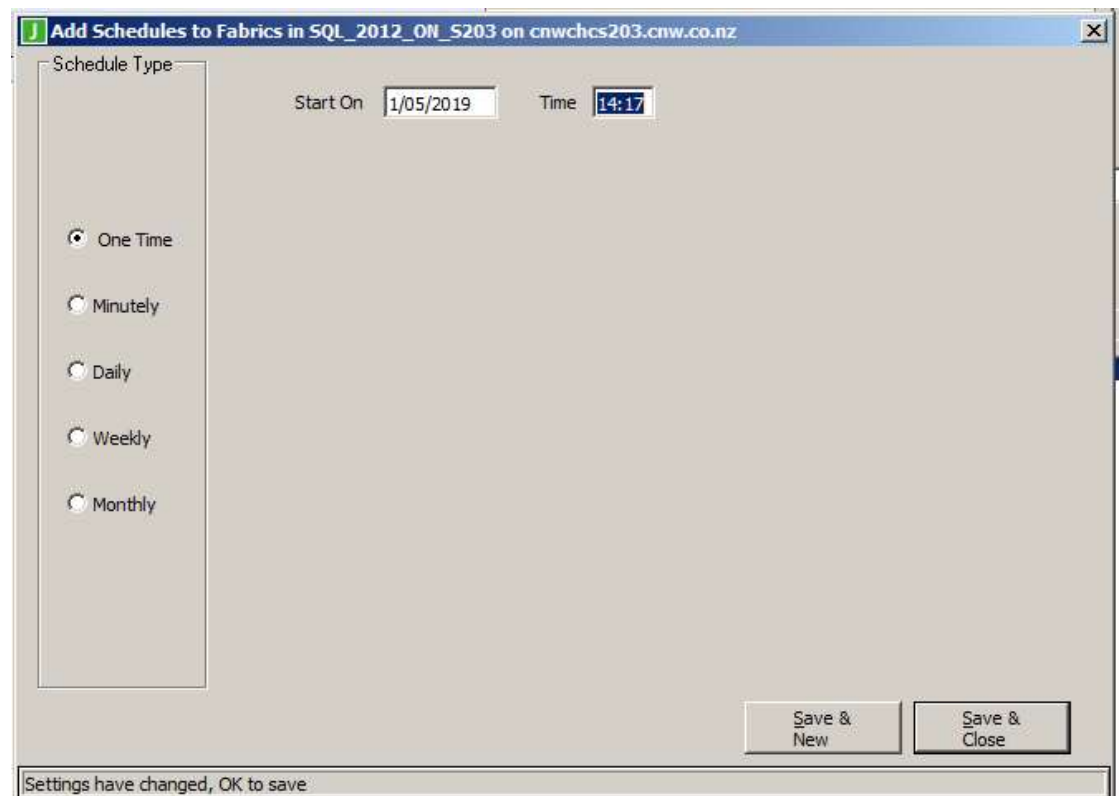 J Add Schedules to Fabrics in SQL_2012_ON_S203 on cnwchcs203.cnw.co.nz
Schedule Type
Start On 1/05/2019 Time 14:17
One Time
Minutely
Daily
Weekly
Monthly
Save &
New
Save &
Close
Settings have changed, OK to save